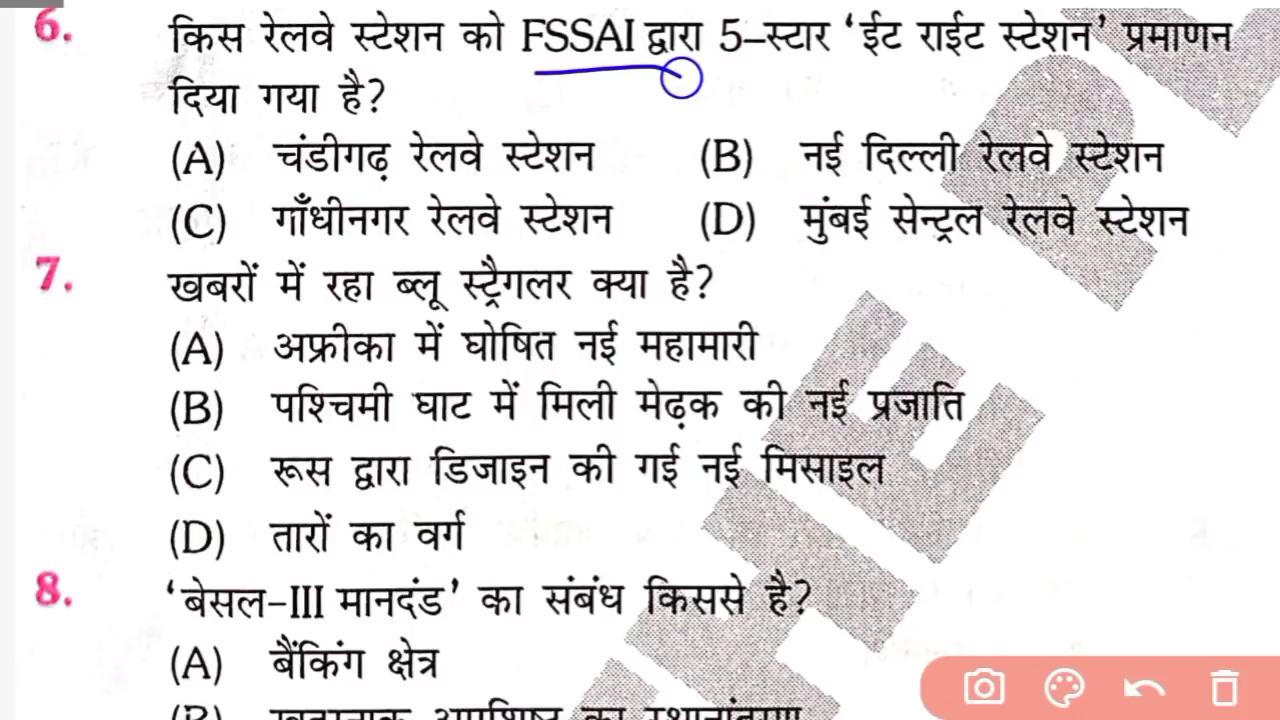 6. किस रेलवे स्टेशन को FSSAI द्वारा 5–स्टार ‘ईट राईट स्टेशन’ प्रमाणन
दिया गया है?
(A) चंडीगढ़ रेलवे स्टेशन (B) नई दिल्ली रेलवे स्टेशन
(C) गाँधीनगर रेलवे स्टेशन (D) मुंबई सेन्ट्रल रेलवे स्टेशन
7. खबरों में रहा ब्लू स्ट्रैगलर क्या है?
(A) अफ्रीका में घोषित नई महामारी
(B) पश्चिमी घाट में मिली मेढ़क की नई प्रजाति
(C) रूस द्वारा डिजाइन की गई नई मिसाइल
(D) तारों का वर्ग
8. ‘बेसल–III मानदंड’ का संबंध किससे है?
(A) बैंकिंग क्षेत्र
(B)